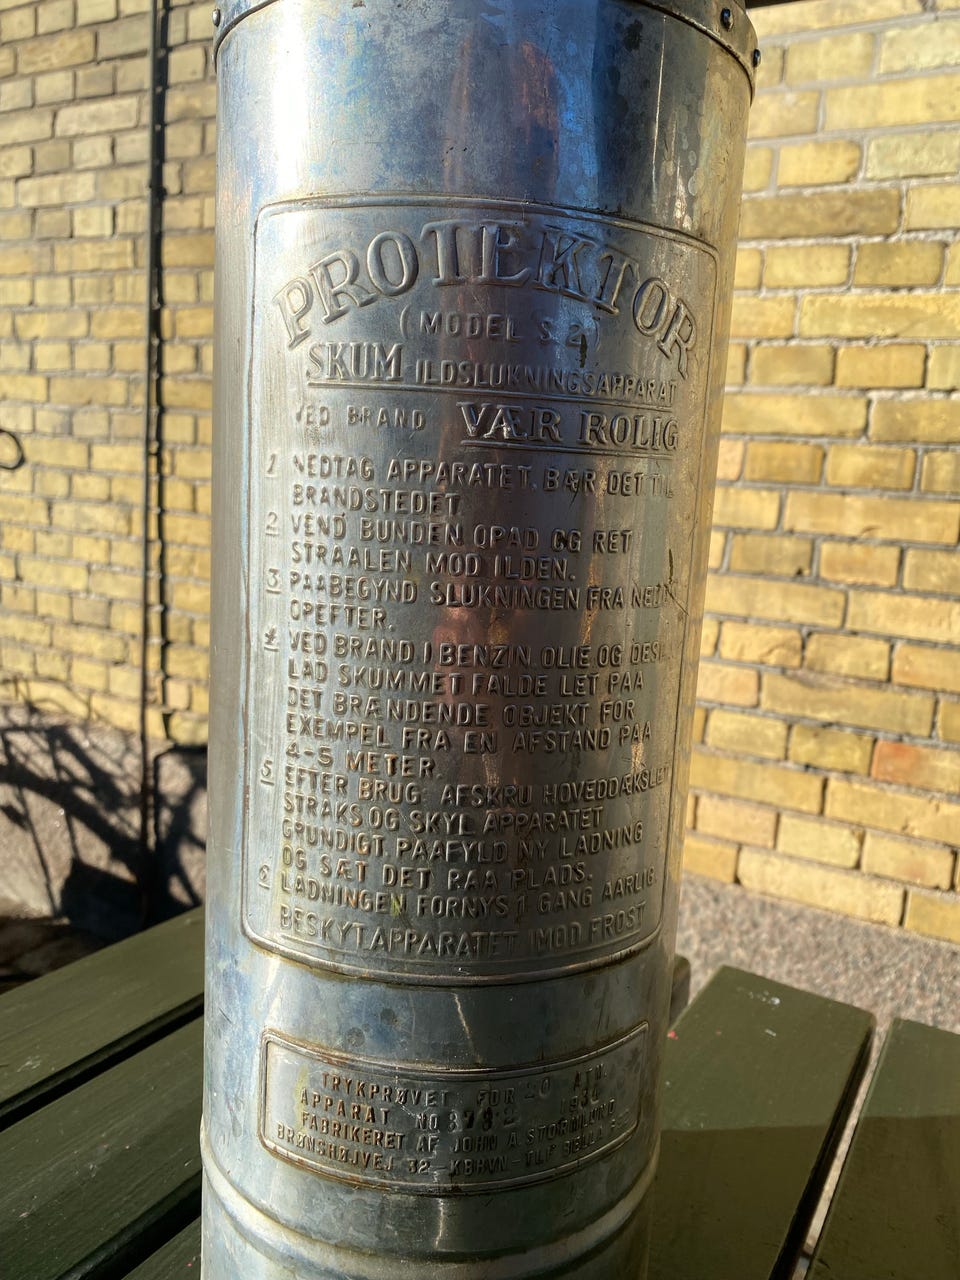 PROTEKTOR
(MODEL S 2)
SKUM ILDSLUKNINGSAPPARAT
VED BRAND VÆR ROLIG
1 NEDTAG APPARATET. BÆR DET TIL
BRANDSTEDET.
2 VEND BUNDEN OPAD OG RET
STRAALEN MOD ILDEN.
3 PAABEGYND SLUKNINGEN FRA NEDEN
OPEFTER.
4 VED BRAND I BENZIN, OLIE OG
LAD SKUMMET FALDE LET PAA
DET BRÆNDENDE OBJEKT FOR
EXEMPEL FRA EN AFSTAND PAA
4-5 METER.
5 EFTER BRUG AFSKRU HOVEDDÆKSLET
STRAKS OG SKYL APPARATET
GRUNDIGT. PAAFYLD NY LADNING
OG SÆT DET PAA PLADS.
6 LADNINGEN FORNYS 1 GANG AARLIG.
BESKYT APPARATET IMOD FROST
TRYKPRØVET FOR 20 ATM.
APPARAT NO
FABRIKERET AF JOHN A STORMLUND
BRØNSHØJVEJ 32-KBHVN-TLF BELLA